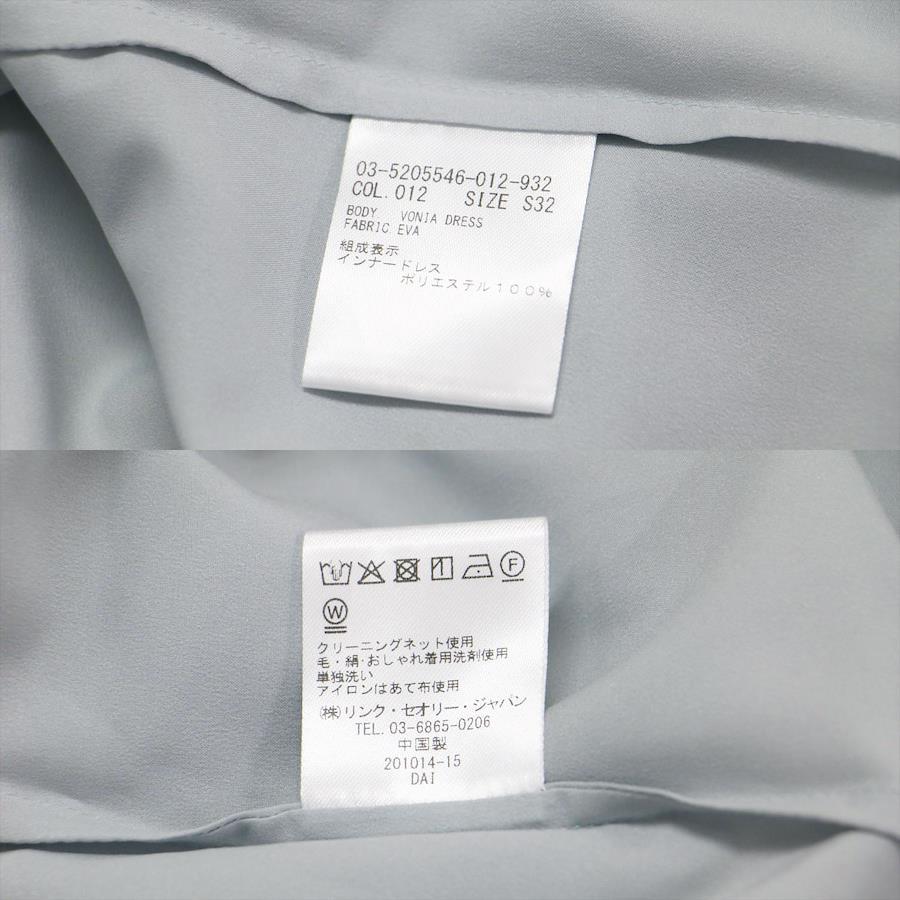 03-5205546-012-932
COL.012 SIZE S32
BODY VONIA DRESS
FABRIC EVA
組成表示
インナードレス
ポリエステル100%
F
W
クリーニングネット使用
毛・絹・おしゃれ着用洗剤使用
単独洗い
アイロンはあて布使用
(株)リンク・セオリー・ジャパン
TEL.03-6865-0206
中国製
201014-15
DAI